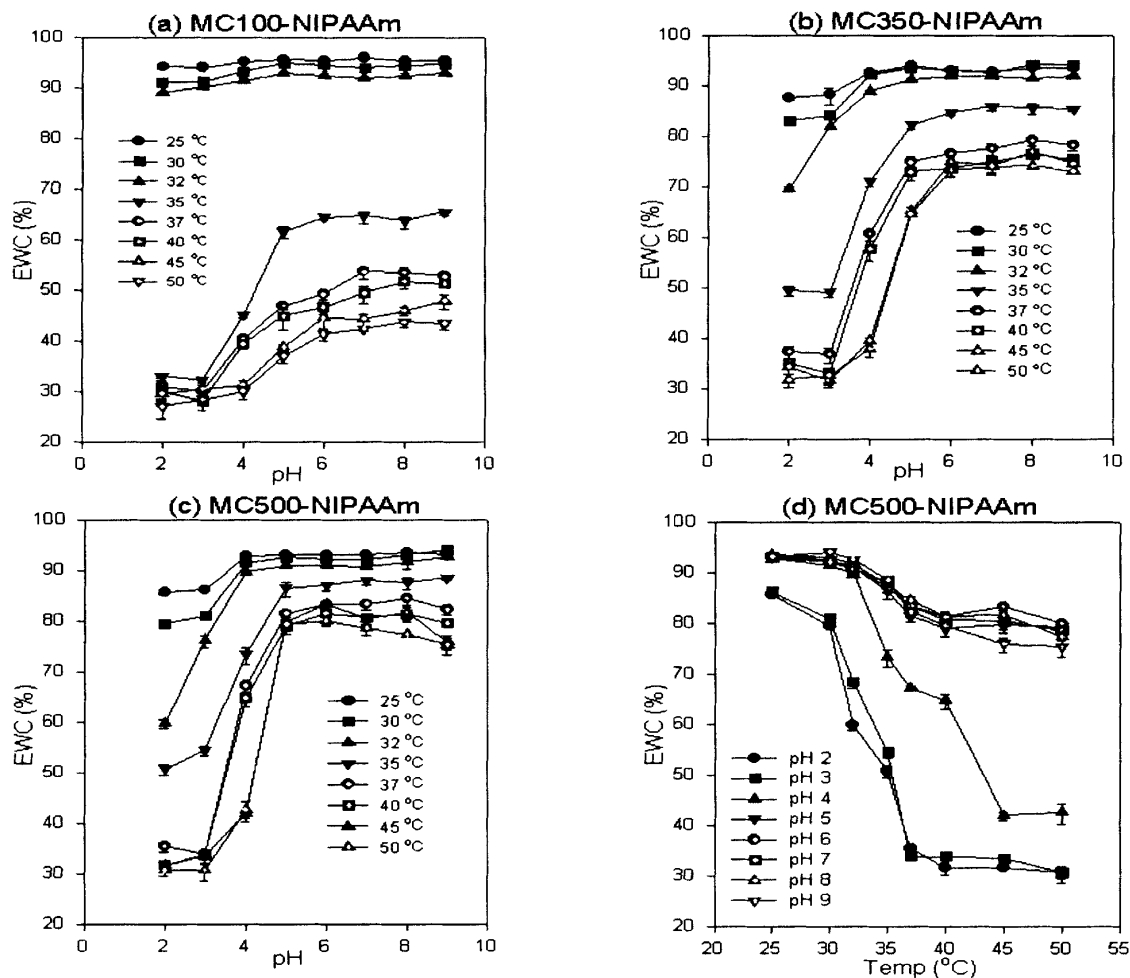 (a) MC100-NIPAAm
100
90
80
70
60
50
40
30
20
EWC (%)
25 °C
30 °C
32 °C
35 °C
37 °C
40 °C
45 °C
50 °C
0 2 4 6 8 10
pH
(b) MC350-NIPAAm
100
90
80
70
60
50
40
30
20
EWC (%)
25 °C
30 °C
32 °C
35 °C
37 °C
40 °C
45 °C
50 °C
0 2 4 6 8 10
pH
(c) MC500-NIPAAm
100
90
80
70
60
50
40
30
20
EWC (%)
25 °C
30 °C
32 °C
35 °C
37 °C
40 °C
45 °C
50 °C
0 2 4 6 8 10
pH
(d) MC500-NIPAAm
100
90
80
70
60
50
40
30
20
EWC (%)
pH 2
pH 3
pH 4
pH 5
pH 6
pH 7
pH 8
pH 9
20 25 30 35 40 45 50 55
Temp (°C)